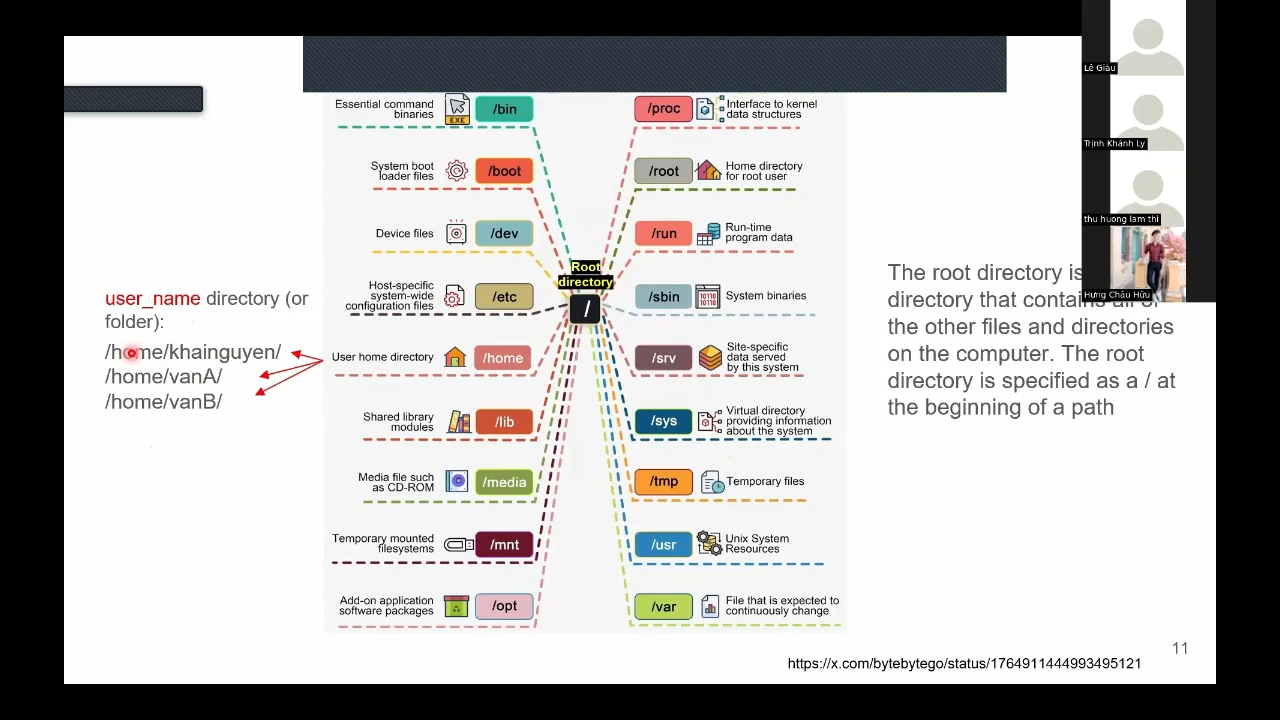 user_name directory (or
folder):
/home/khainguyen/
/home/vanA/
/home/vanB/
Essential command
binaries
EXE
/bin
System boot
loader files
/boot
Device files
/dev
Host-specific
system-wide
configuration files
/etc
User home directory
/home
Shared library
modules
/lib
Media file such
as CD-ROM
/media
Temporary mounted
filesystems
/mnt
Add-on application
software packages
/opt
Root
directory
/
/proc
Interface to kernel
data structures
/root
Home directory
for root user
/run
Run-time
program data
/sbin
System binaries
/srv
Site-specific
data served
by this system
/sys
Virtual directory
providing information
about the system
/tmp
Temporary files
/usr
Unix System
Resources
/var
File that is expected to
continuously change
The root directory is
directory that contains all of
the other files and directories
on the computer. The root
directory is specified as a / at
the beginning of a path
Lê Giàu
Trịnh Khánh Ly
thu huong lam thi
Hưng Châu Hữu
11
https://x.com/bytebytego/status/1764911444993495121